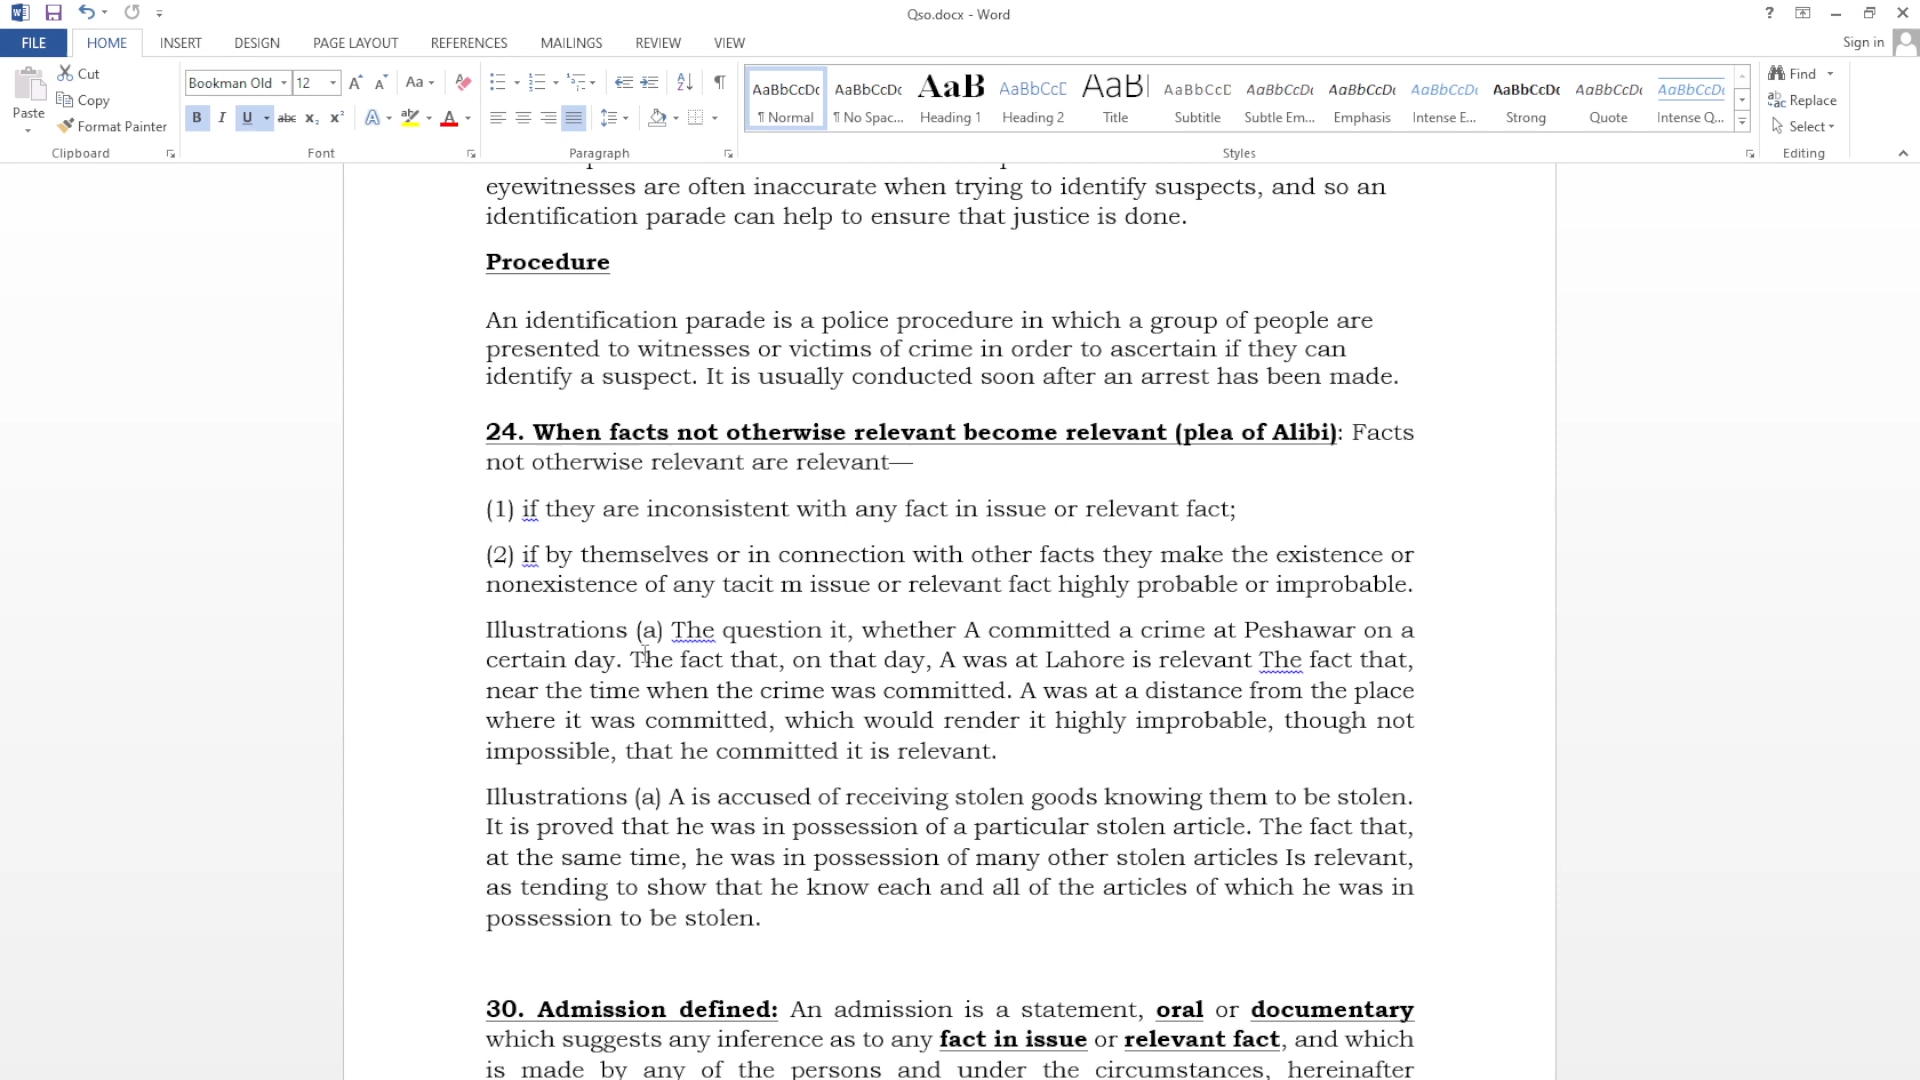 Qso.docx - Word
FILE HOME INSERT DESIGN PAGE LAYOUT REFERENCES MAILINGS REVIEW VIEW Sign in
Paste Cut Copy Format Painter
Bookman Old 12
AaBbCcDc AaBbCcDc AaB AaBbCcD AaB AaBbCcD AaBbCcDc AaBbCcDc AaBbCcDc AaBbCcDc AaBbCcDc AaBbCcDc
¶ Normal ¶ No Spac... Heading 1 Heading 2 Title Subtitle Subtle Em... Emphasis Intense E... Strong Quote Intense Q...
Find Replace Select
Clipboard Font Paragraph Styles Editing
eyewitnesses are often inaccurate when trying to identify suspects, and so an
identification parade can help to ensure that justice is done.
Procedure
An identification parade is a police procedure in which a group of people are
presented to witnesses or victims of crime in order to ascertain if they can
identify a suspect. It is usually conducted soon after an arrest has been made.
24. When facts not otherwise relevant become relevant (plea of Alibi): Facts
not otherwise relevant are relevant—
(1) if they are inconsistent with any fact in issue or relevant fact;
(2) if by themselves or in connection with other facts they make the existence or
nonexistence of any tacit m issue or relevant fact highly probable or improbable.
Illustrations (a) The question it, whether A committed a crime at Peshawar on a
certain day. The fact that, on that day, A was at Lahore is relevant The fact that,
near the time when the crime was committed. A was at a distance from the place
where it was committed, which would render it highly improbable, though not
impossible, that he committed it is relevant.
Illustrations (a) A is accused of receiving stolen goods knowing them to be stolen.
It is proved that he was in possession of a particular stolen article. The fact that,
at the same time, he was in possession of many other stolen articles Is relevant,
as tending to show that he know each and all of the articles of which he was in
possession to be stolen.
30. Admission defined: An admission is a statement, oral or documentary
which suggests any inference as to any fact in issue or relevant fact, and which
is made by any of the persons and under the circumstances, hereinafter